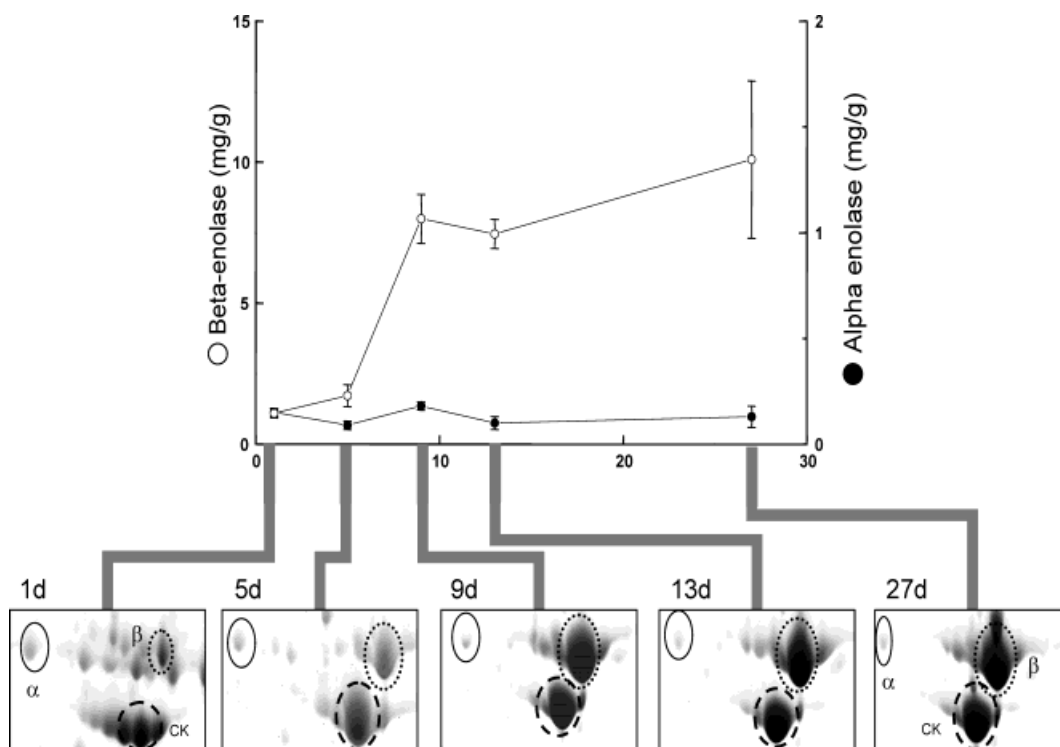 15
10
5
0
Beta-enolase (mg/g)
2
1
0
Alpha enolase (mg/g)
0
10
20
30
1d
5d
9d
13d
27d
α
β
CK
α
β
CK